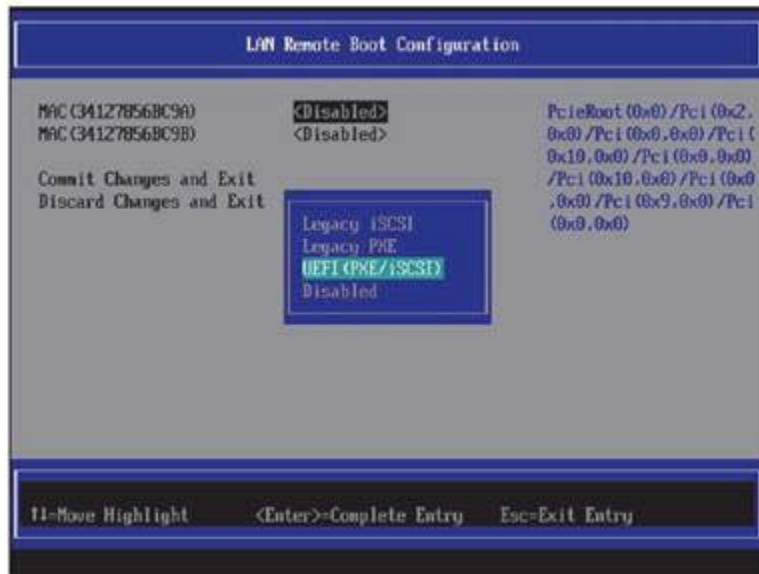 LAN Remote Boot Configuration
MAC(34127856BC9A) <Disabled>
MAC(34127856BC9B) <Disabled>
Commit Changes and Exit
Discard Changes and Exit
PcieRoot(0x0)/Pci(0x2,
0x0)/Pci(0x0,0x0)/Pci(
0x10,0x0)/Pci(0x0,0x0)
/Pci(0x10,0x0)/Pci(0x0
,0x0)/Pci(0x9,0x0)/Pci
(0x0,0x0)
Legacy iSCSI
Legacy PXE
UEFI(PXE/iSCSI)
Disabled
↑↓=Move Highlight <Enter>=Complete Entry Esc=Exit Entry